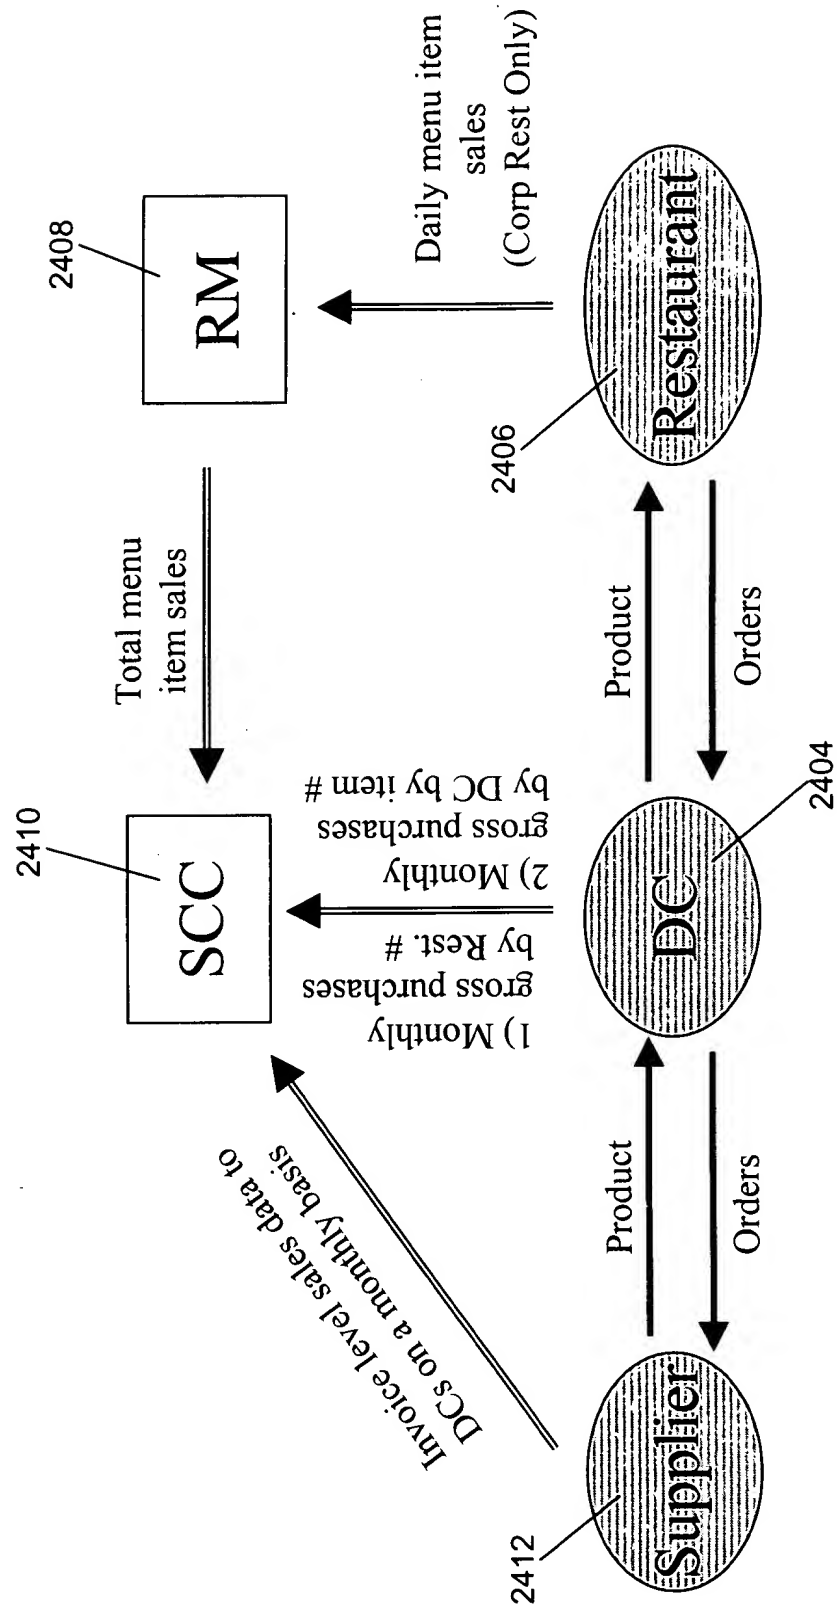 2410
SCC
Total menu
item sales
2408
RM
Invoice level sales data to
DCs on a monthly basis
1) Monthly
gross purchases
by Rest. #
2) Monthly
gross purchases
by DC by item #
Daily menu item
sales
(Corp Rest Only)
2412
Supplier
Product
Orders
DC
2404
Product
Orders
2406
Restaurant